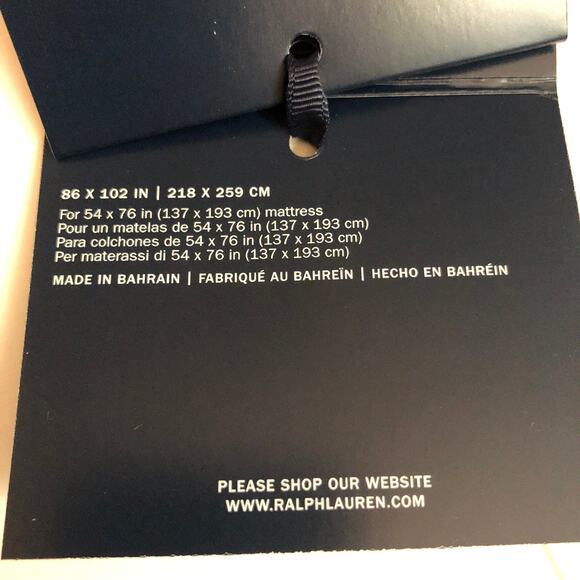 86 X 102 IN | 218 X 259 CM
For 54 x 76 in (137 x 193 cm) mattress
Pour un matelas de 54 x 76 in (137 x 193 cm)
Para colchones de 54 x 76 in (137 x 193 cm)
Per materassi di 54 x 76 in (137 x 193 cm)
MADE IN BAHRAIN | FABRIQUÉ AU BAHREÏN | HECHO EN BAHRÉIN
PLEASE SHOP OUR WEBSITE
WWW.RALPHLAUREN.COM